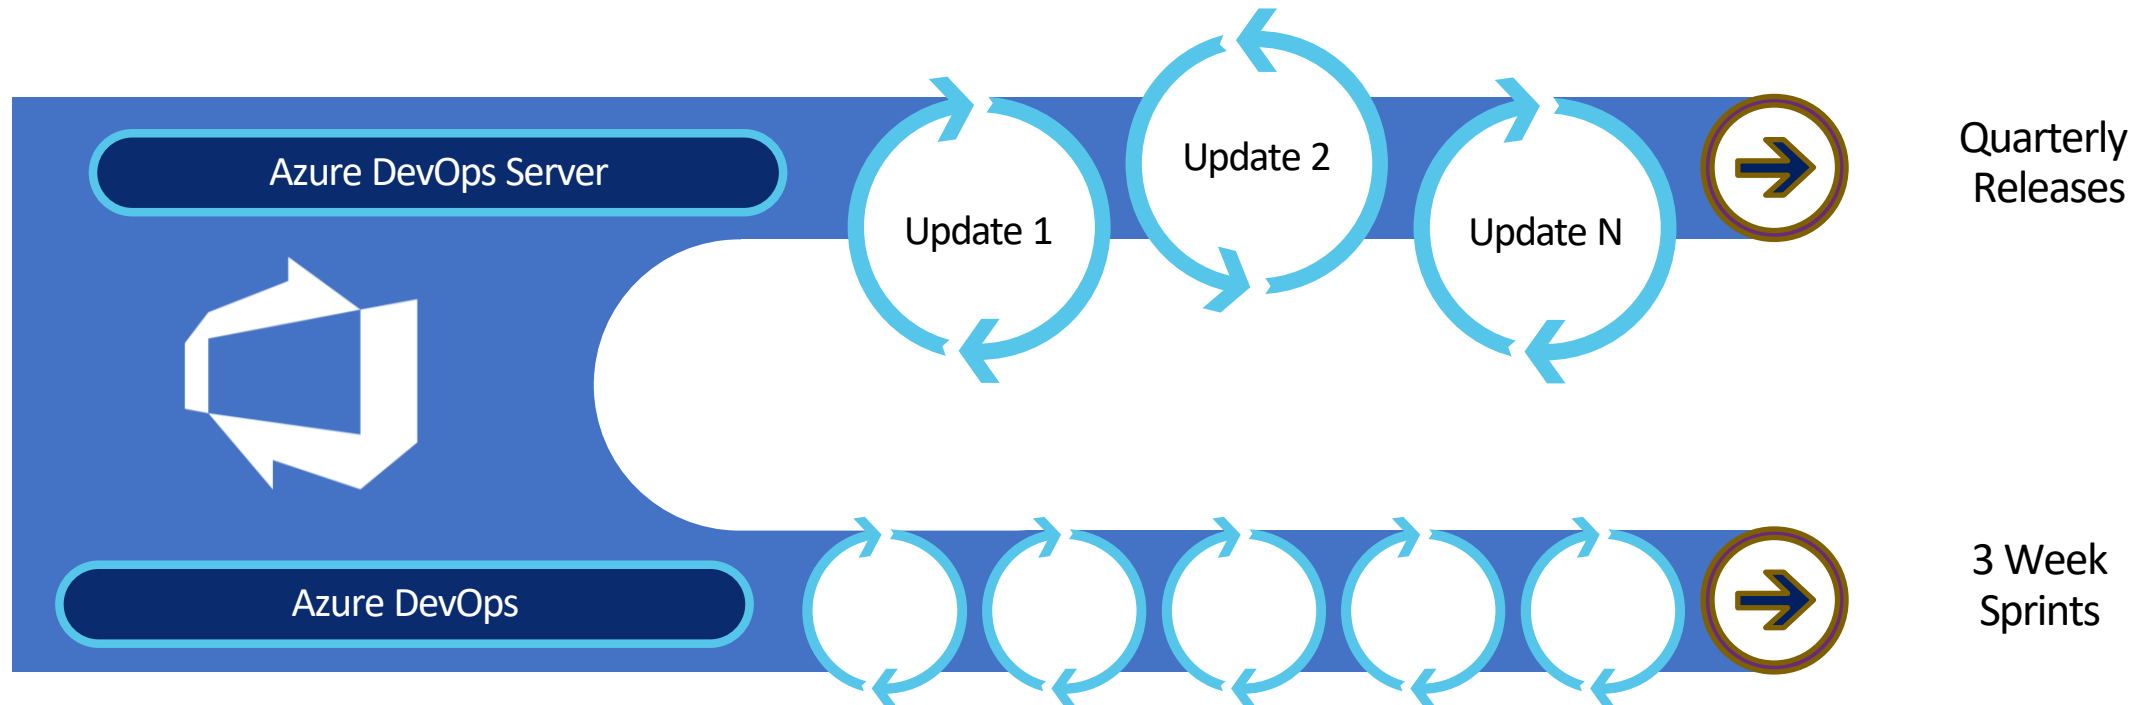 Azure DevOps Server
Update 1
Update 2
Update N
Quarterly
Releases
Azure DevOps
3 Week
Sprints